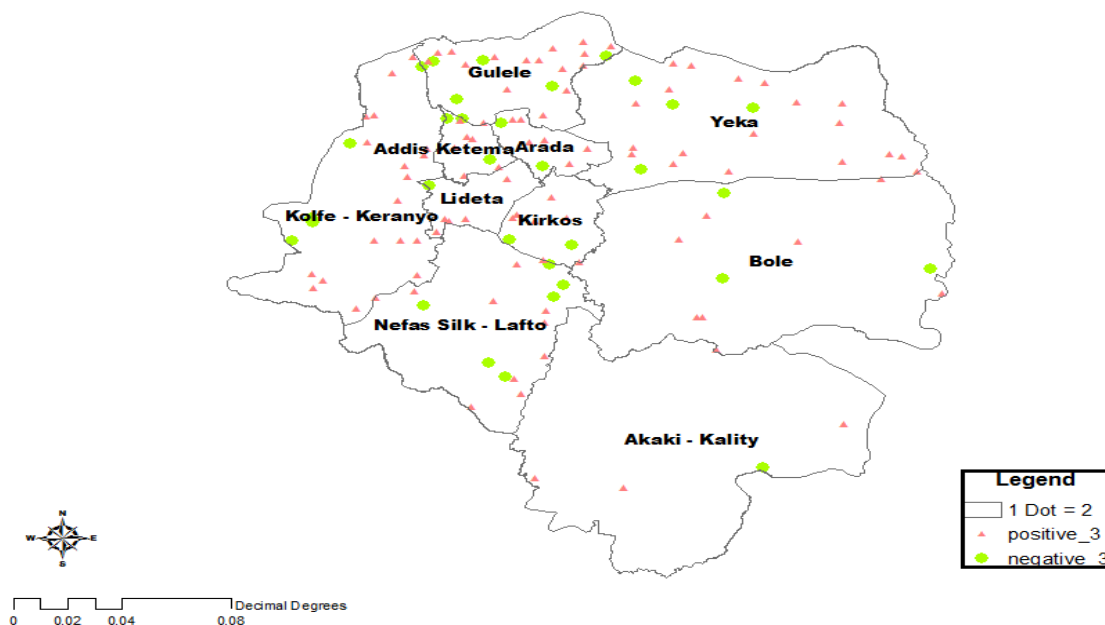 Gulele
Yeka
Addis Ketema
Arada
Lideta
Kolfe - Keranyo
Kirkos
Bole
Nefas Silk - Lafto
Akaki - Kality
Legend
1 Dot = 2
positive_3
negative_3
N
W E
S
Decimal Degrees
0 0.02 0.04 0.08